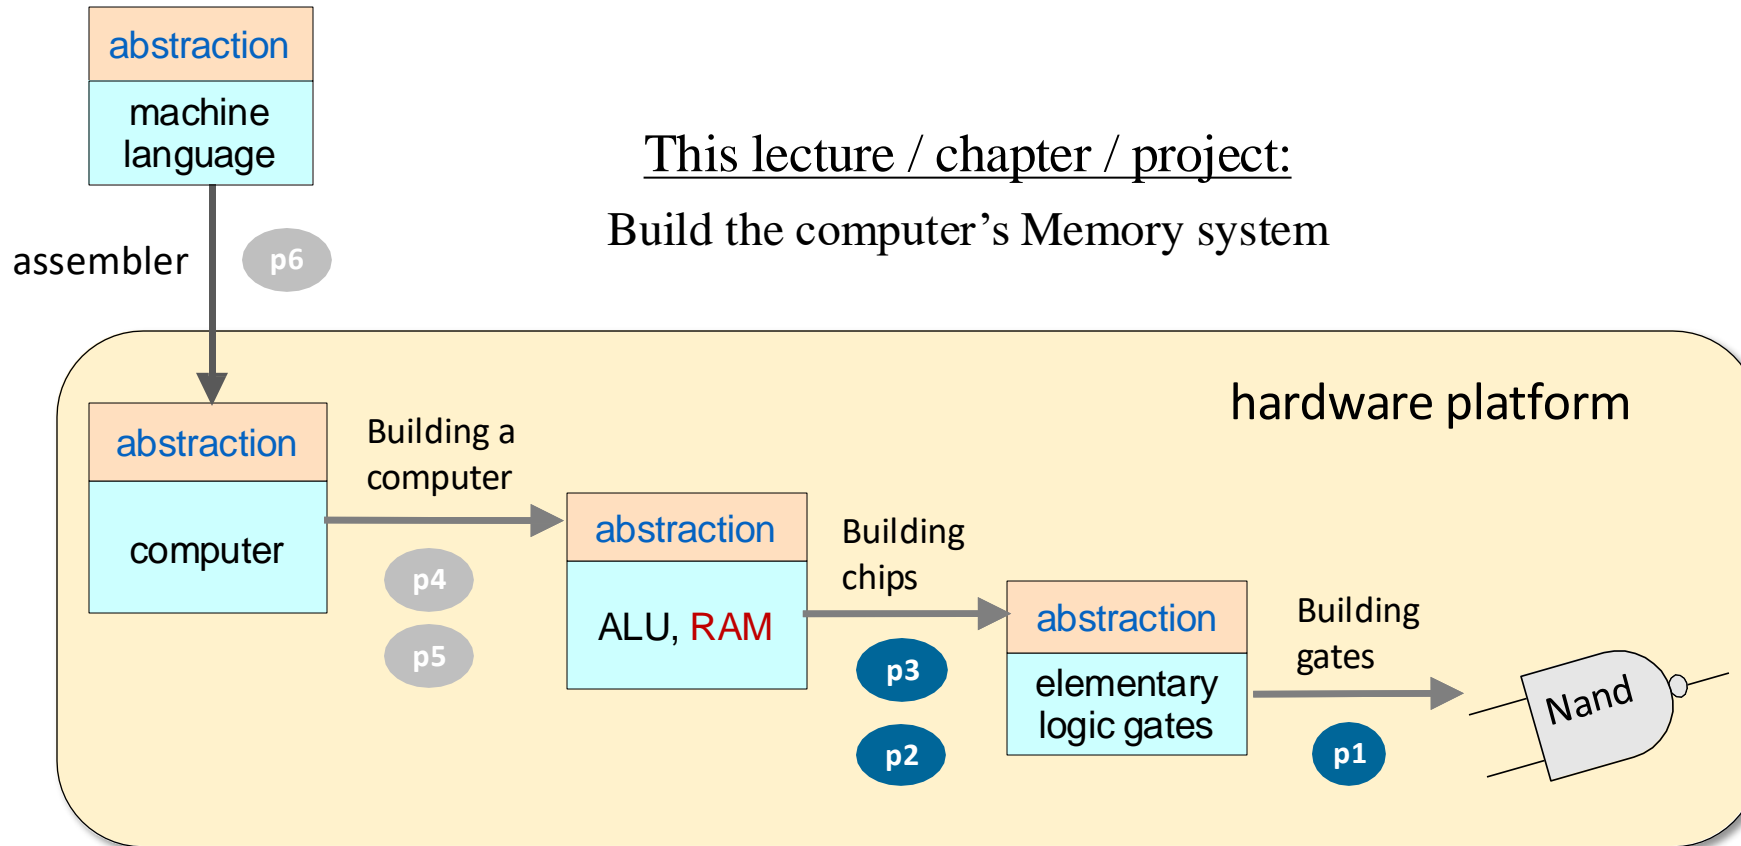 abstraction
machine
language
This lecture / chapter / project:
Build the computer’s Memory system
assembler
p6
hardware platform
abstraction
computer
Building a
computer
p4
p5
abstraction
ALU, RAM
Building
chips
p3
p2
abstraction
elementary
logic gates
Building
gates
p1
Nand